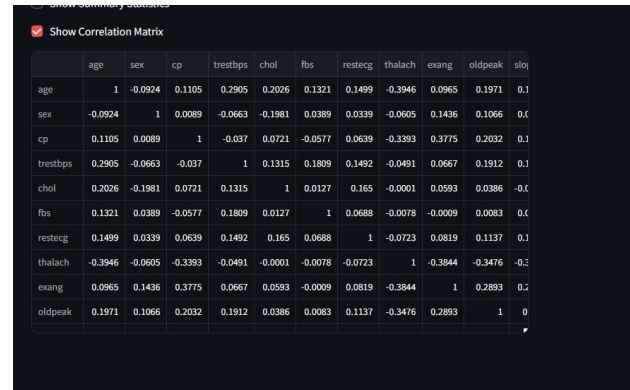 Show Summary Statistics
Show Correlation Matrix
age sex cp trestbps chol fbs restecg thalach exang oldpeak
age 1 -0.0924 0.1105 0.2905 0.2026 0.1321 0.1499 -0.3946 0.0965 0.1971
sex -0.0924 1 0.0089 -0.0663 -0.1981 0.0389 0.0339 -0.0605 0.1436 0.1066
cp 0.1105 0.0089 1 -0.037 0.0721 -0.0577 0.0639 -0.3393 0.3775 0.2032
trestbps 0.2905 -0.0663 -0.037 1 0.1315 0.1809 0.1492 -0.0491 0.0667 0.1912
chol 0.2026 -0.1981 0.0721 0.1315 1 0.0127 0.165 -0.0001 0.0593 0.0386
fbs 0.1321 0.0389 -0.0577 0.1809 0.0127 1 0.0688 -0.0078 -0.0009 0.0083
restecg 0.1499 0.0339 0.0639 0.1492 0.165 0.0688 1 -0.0723 0.0819 0.1137
thalach -0.3946 -0.0605 -0.3393 -0.0491 -0.0001 -0.0078 -0.0723 1 -0.3844 -0.3476
exang 0.0965 0.1436 0.3775 0.0667 0.0593 -0.0009 0.0819 -0.3844 1 0.2893
oldpeak 0.1971 0.1066 0.2032 0.1912 0.0386 0.0083 0.1137 -0.3476 0.2893 1